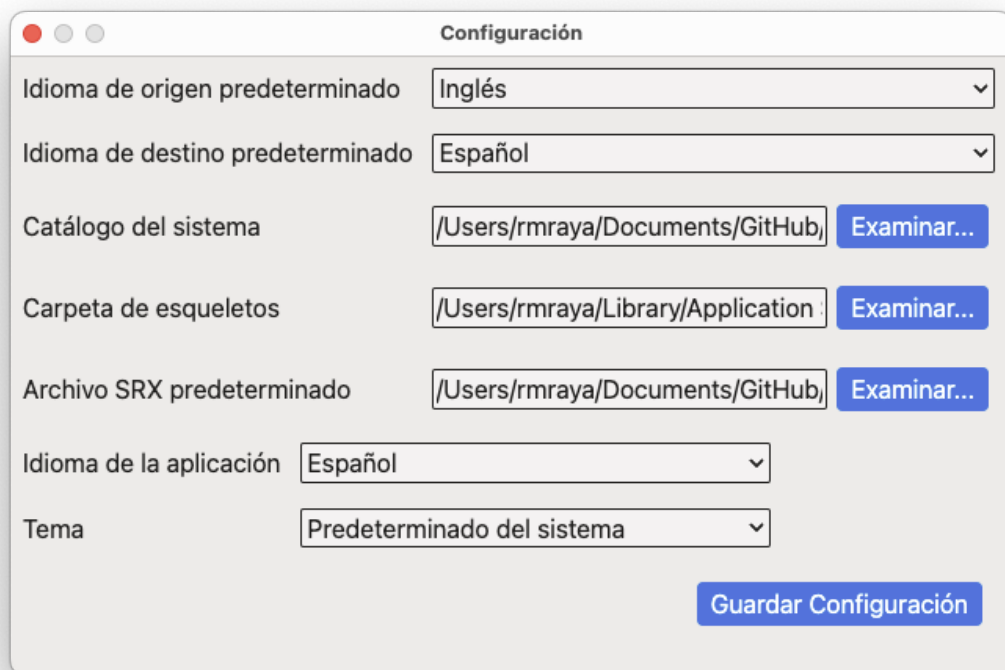 Configuración
Idioma de origen predeterminado Inglés
Idioma de destino predeterminado Español
Catálogo del sistema /Users/rmraya/Documents/GitHub/ Examinar...
Carpeta de esqueletos /Users/rmraya/Library/Application Examinar...
Archivo SRX predeterminado /Users/rmraya/Documents/GitHub/ Examinar...
Idioma de la aplicación Español
Tema Predeterminado del sistema
Guardar Configuración